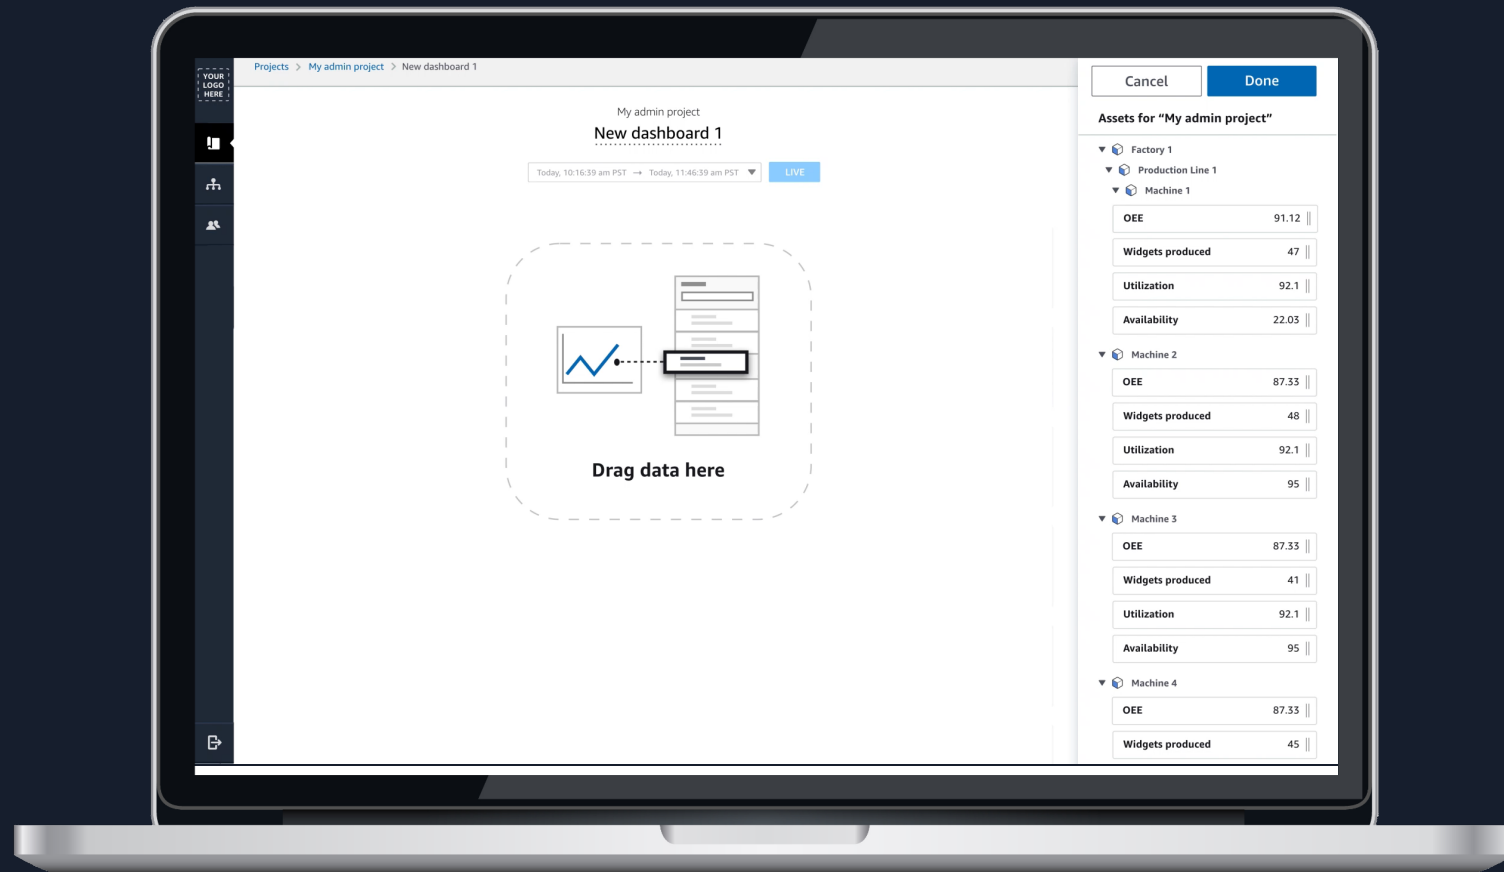 YOUR
LOGO
HERE
Projects > My admin project > New dashboard 1
My admin project
New dashboard 1
Today, 10:16:39 am PST → Today, 11:46:39 am PST
LIVE
Drag data here
Cancel
Done
Assets for “My admin project”
Factory 1
Production Line 1
Machine 1
OEE 91.12
Widgets produced 47
Utilization 92.1
Availability 22.03
Machine 2
OEE 87.33
Widgets produced 48
Utilization 92.1
Availability 95
Machine 3
OEE 87.33
Widgets produced 41
Utilization 92.1
Availability 95
Machine 4
OEE 87.33
Widgets produced 45